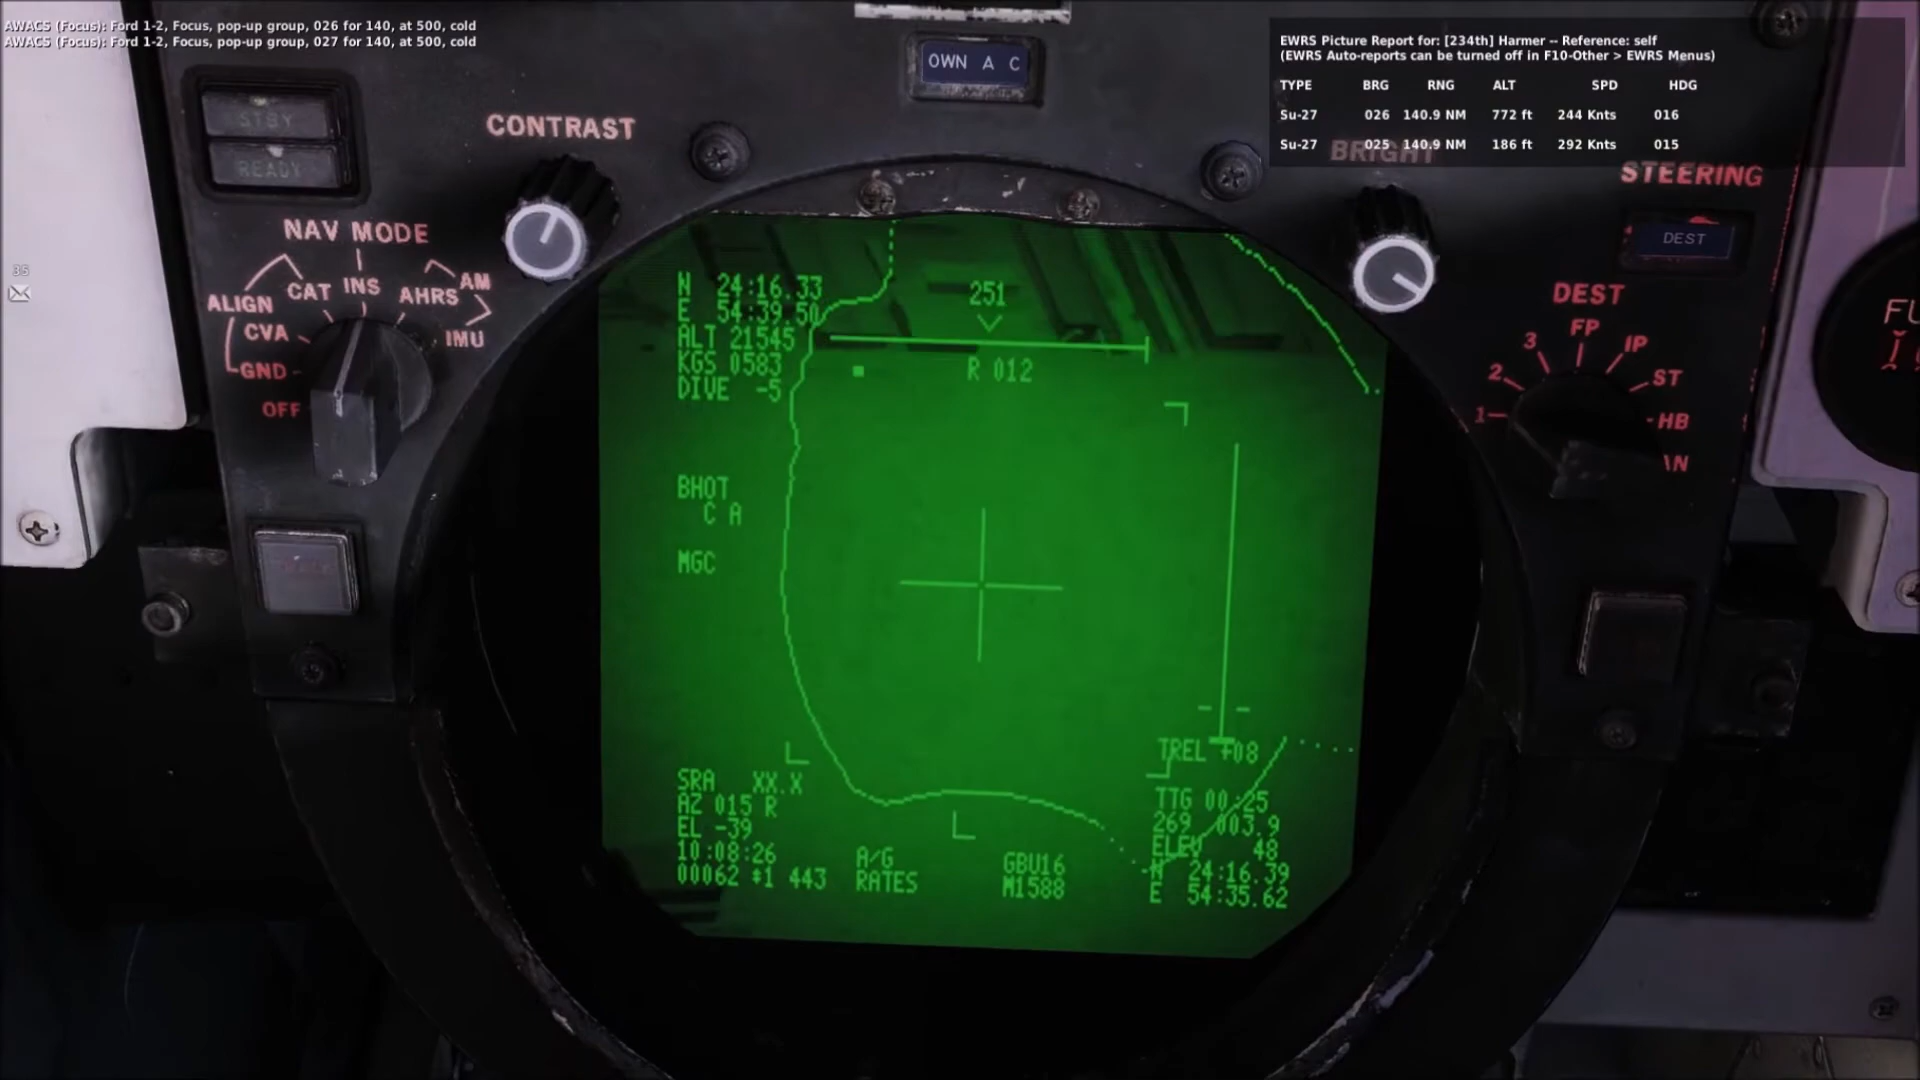 AWACS (Focus): Ford 1-2, Focus, pop-up group, 026 for 140, at 500, cold
AWACS (Focus): Ford 1-2, Focus, pop-up group, 027 for 140, at 500, cold
EWRS Picture Report for: [234th] Harmer -- Reference: self
(EWRS Auto-reports can be turned off in F10-Other > EWRS Menus)
TYPE BRG RNG ALT SPD HDG
Su-27 026 140.9 NM 772 ft 244 Knts 016
Su-27 025 140.9 NM 186 ft 292 Knts 015
OWN A C
STBY
READY
CONTRAST
BRIGHT
STEERING
DEST
NAV MODE
ALIGN CAT INS AHRS AM
CVA IMU
GND
OFF
DEST
FP
3 IP
2 ST
1 HB
35
N 24:16.33
E 54:39.50
ALT 21545
KGS 0583
DIVE -5
251
R 012
BHOT
C A
MGC
TREL +08
SRA XX.X
AZ 015 R
EL -39
10:08:26
00062 #1 443
A/G
RATES
GBU16
M1588
TTG 00:25
269 003.9
ELEV 48
N 24:16.39
E 54:35.62